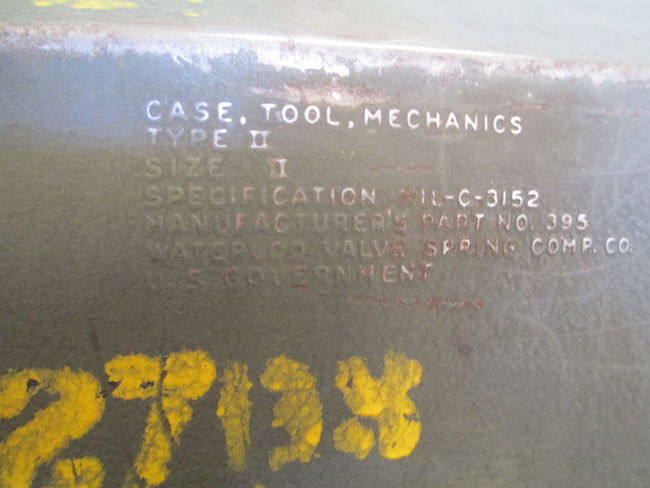 CASE, TOOL, MECHANICS
TYPE II
SIZE II
SPECIFICATION MIL-C-3152
MANUFACTURER'S PART NO. 395
WATERLOO VALVE SPRING COMP. CO.
U.S. GOVERNMENT